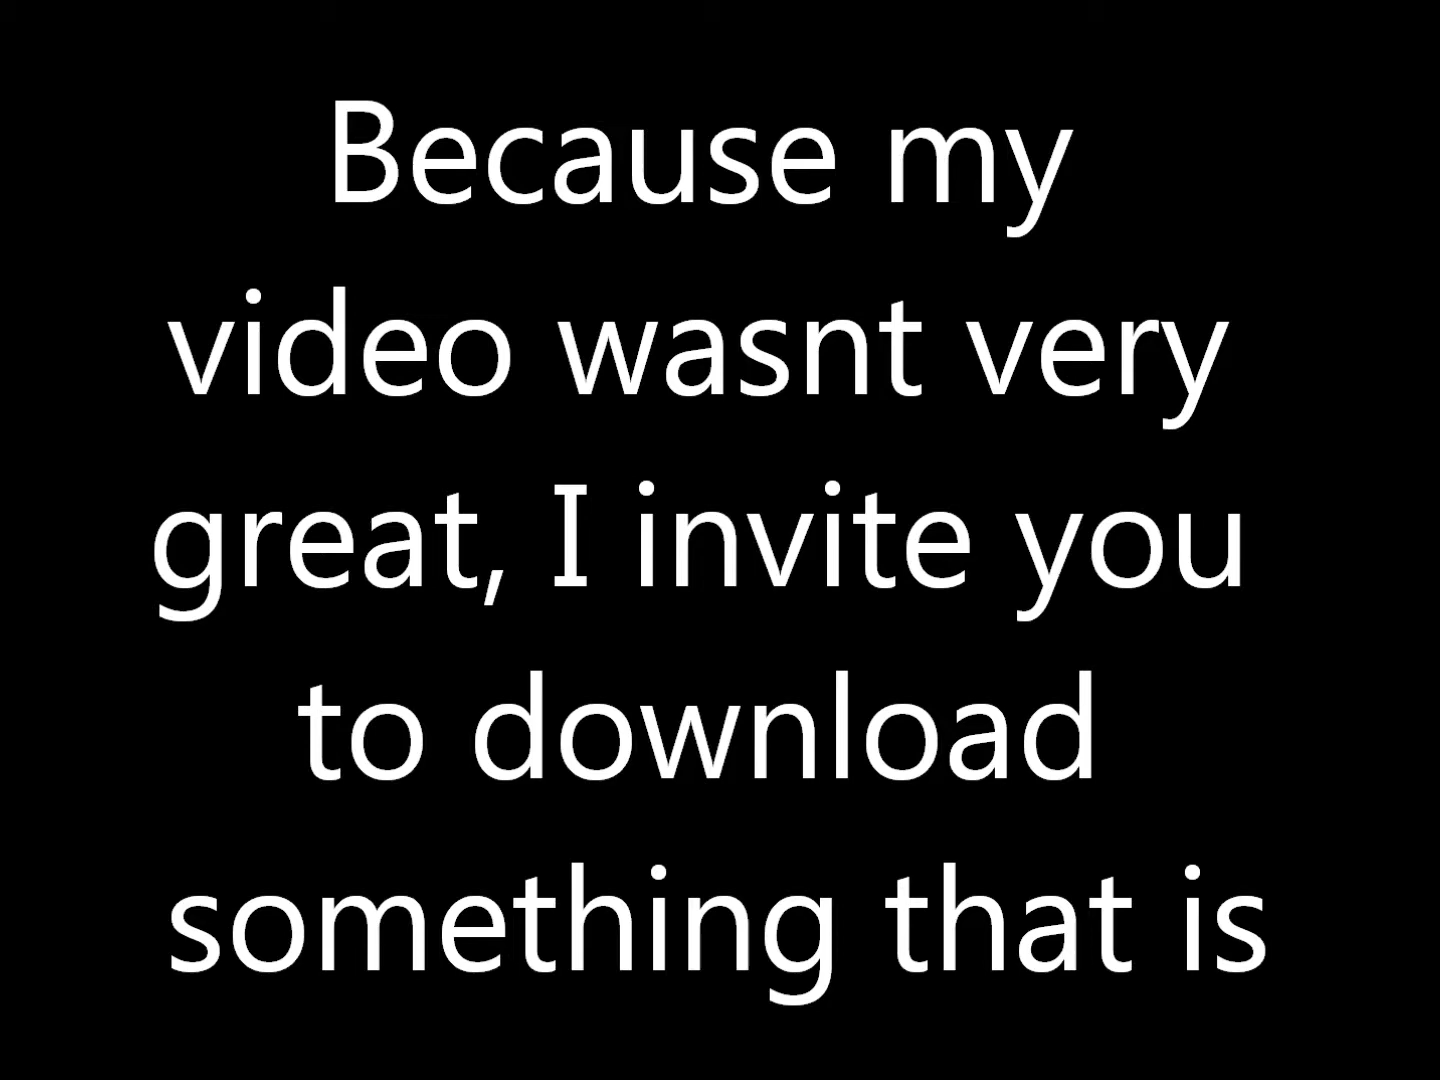 Because my
video wasnt very
great, I invite you
to download
something that is